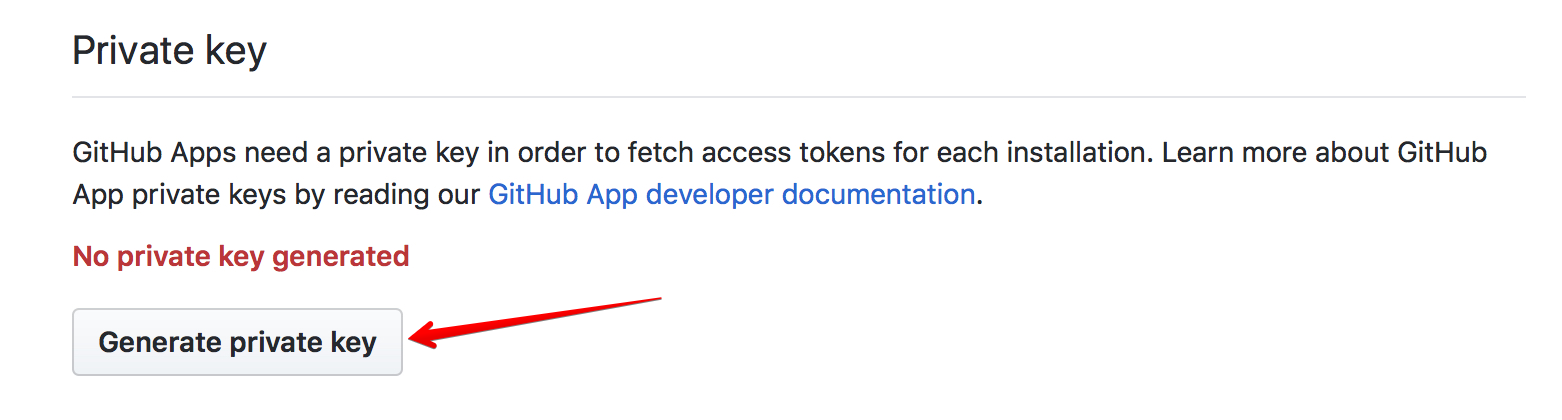 Private key
GitHub Apps need a private key in order to fetch access tokens for each installation. Learn more about GitHub
App private keys by reading our GitHub App developer documentation.
No private key generated
Generate private key